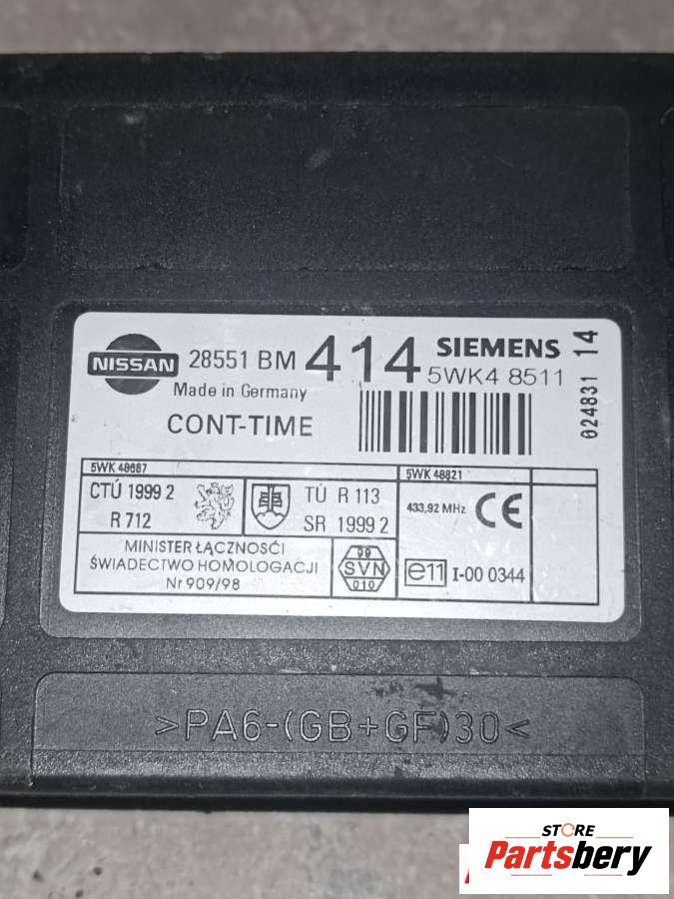 NISSAN
28551 BM 414
SIEMENS
5WK4 8511
Made in Germany
CONT-TIME
024831 14
5WK 48687
CTÚ 1999 2
R 712
TÚ R 113
SR 1999 2
MINISTER ŁĄCZNOŚCI
ŚWIADECTWO HOMOLOGACJI
Nr 909/98
99
SVN
010
5WK 48821
433,92 MHz CE
e11 I-00 0344
>PA6-(GB+GF)30<
STORE
Partsbery